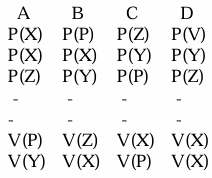 A B C D
P(X) P(P) P(Z) P(V)
P(X) P(X) P(Y) P(Y)
P(Z) P(Y) P(P) P(Z)
- - - -
- - - -
V(P) V(Z) V(X) V(X)
V(Y) V(X) V(P) V(X)